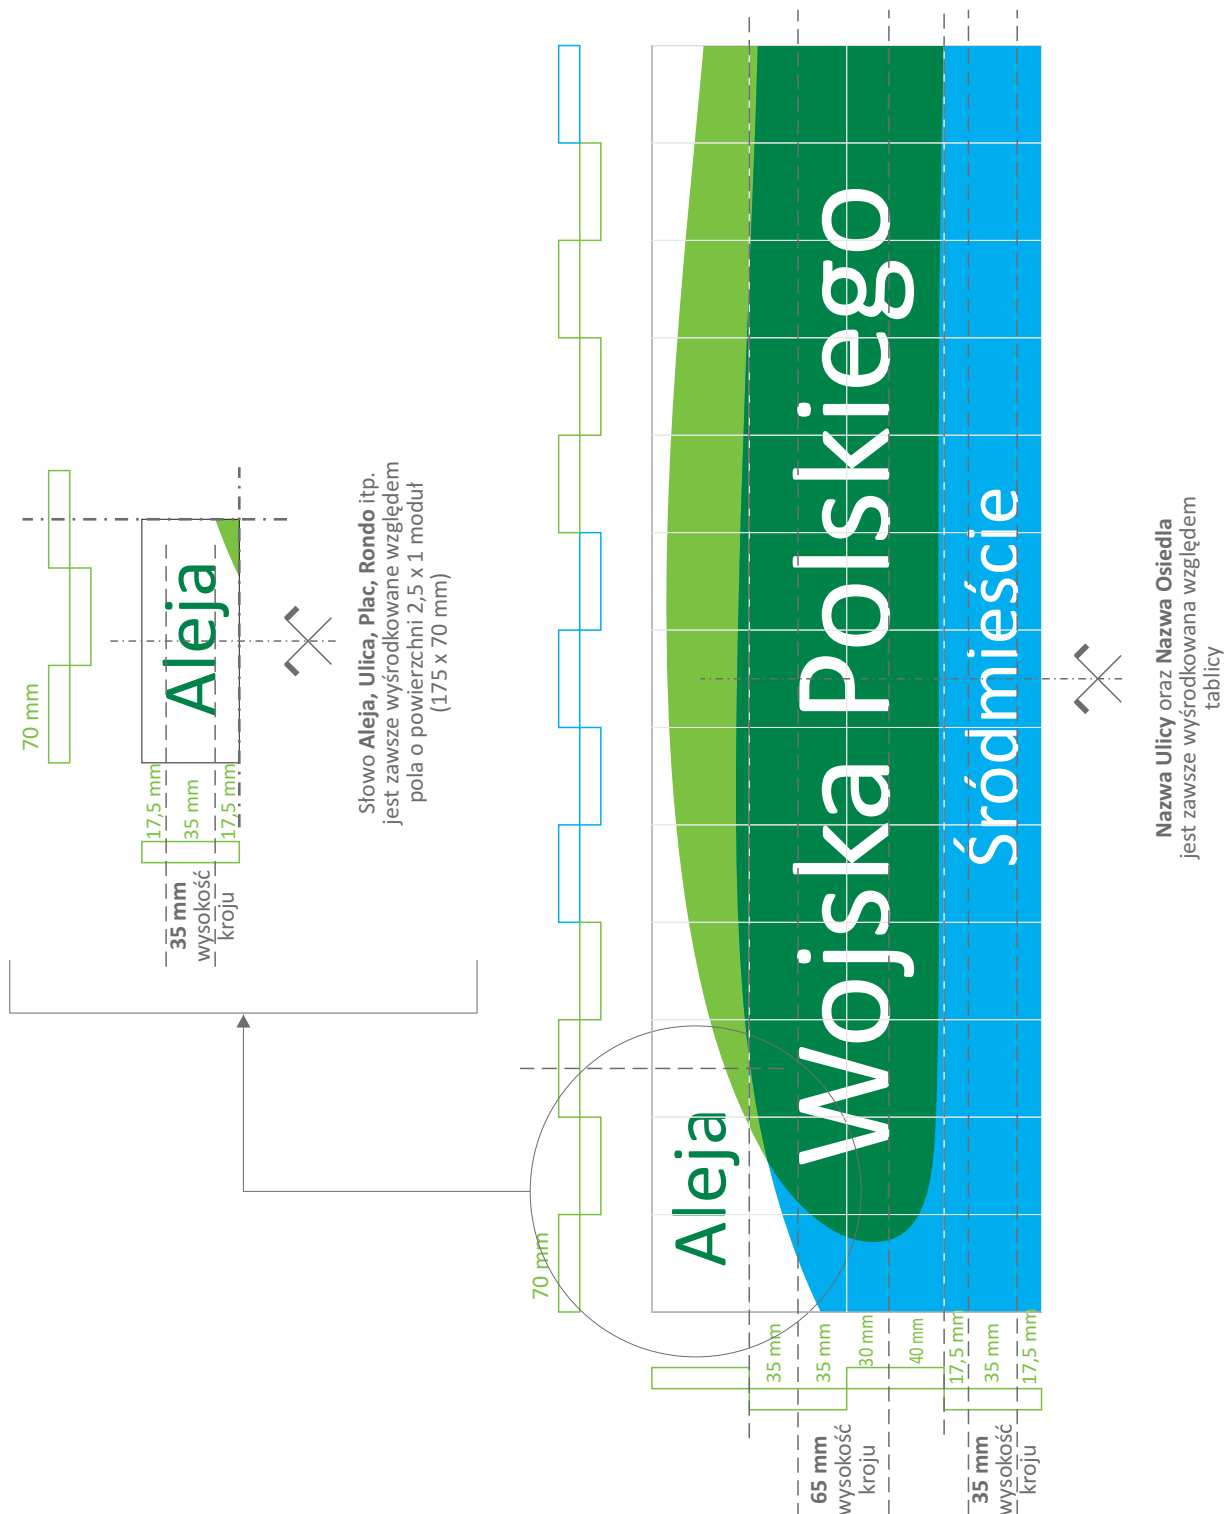 70 mm
17,5 mm
35 mm
17,5 mm
35 mm
wysokość
kroju
Aleja
Słowo Aleja, Ulica, Plac, Rondo itp.
jest zawsze wyśrodkowane względem
pola o powierzchni 2,5 x 1 moduł
(175 x 70 mm)
70 mm
Aleja
Wojska Polskiego
Śródmieście
35 mm
35 mm
30 mm
40 mm
17,5 mm
35 mm
17,5 mm
65 mm
wysokość
kroju
35 mm
wysokość
kroju
Nazwa Ulicy oraz Nazwa Osiedla
jest zawsze wyśrodkowana względem
tablicy